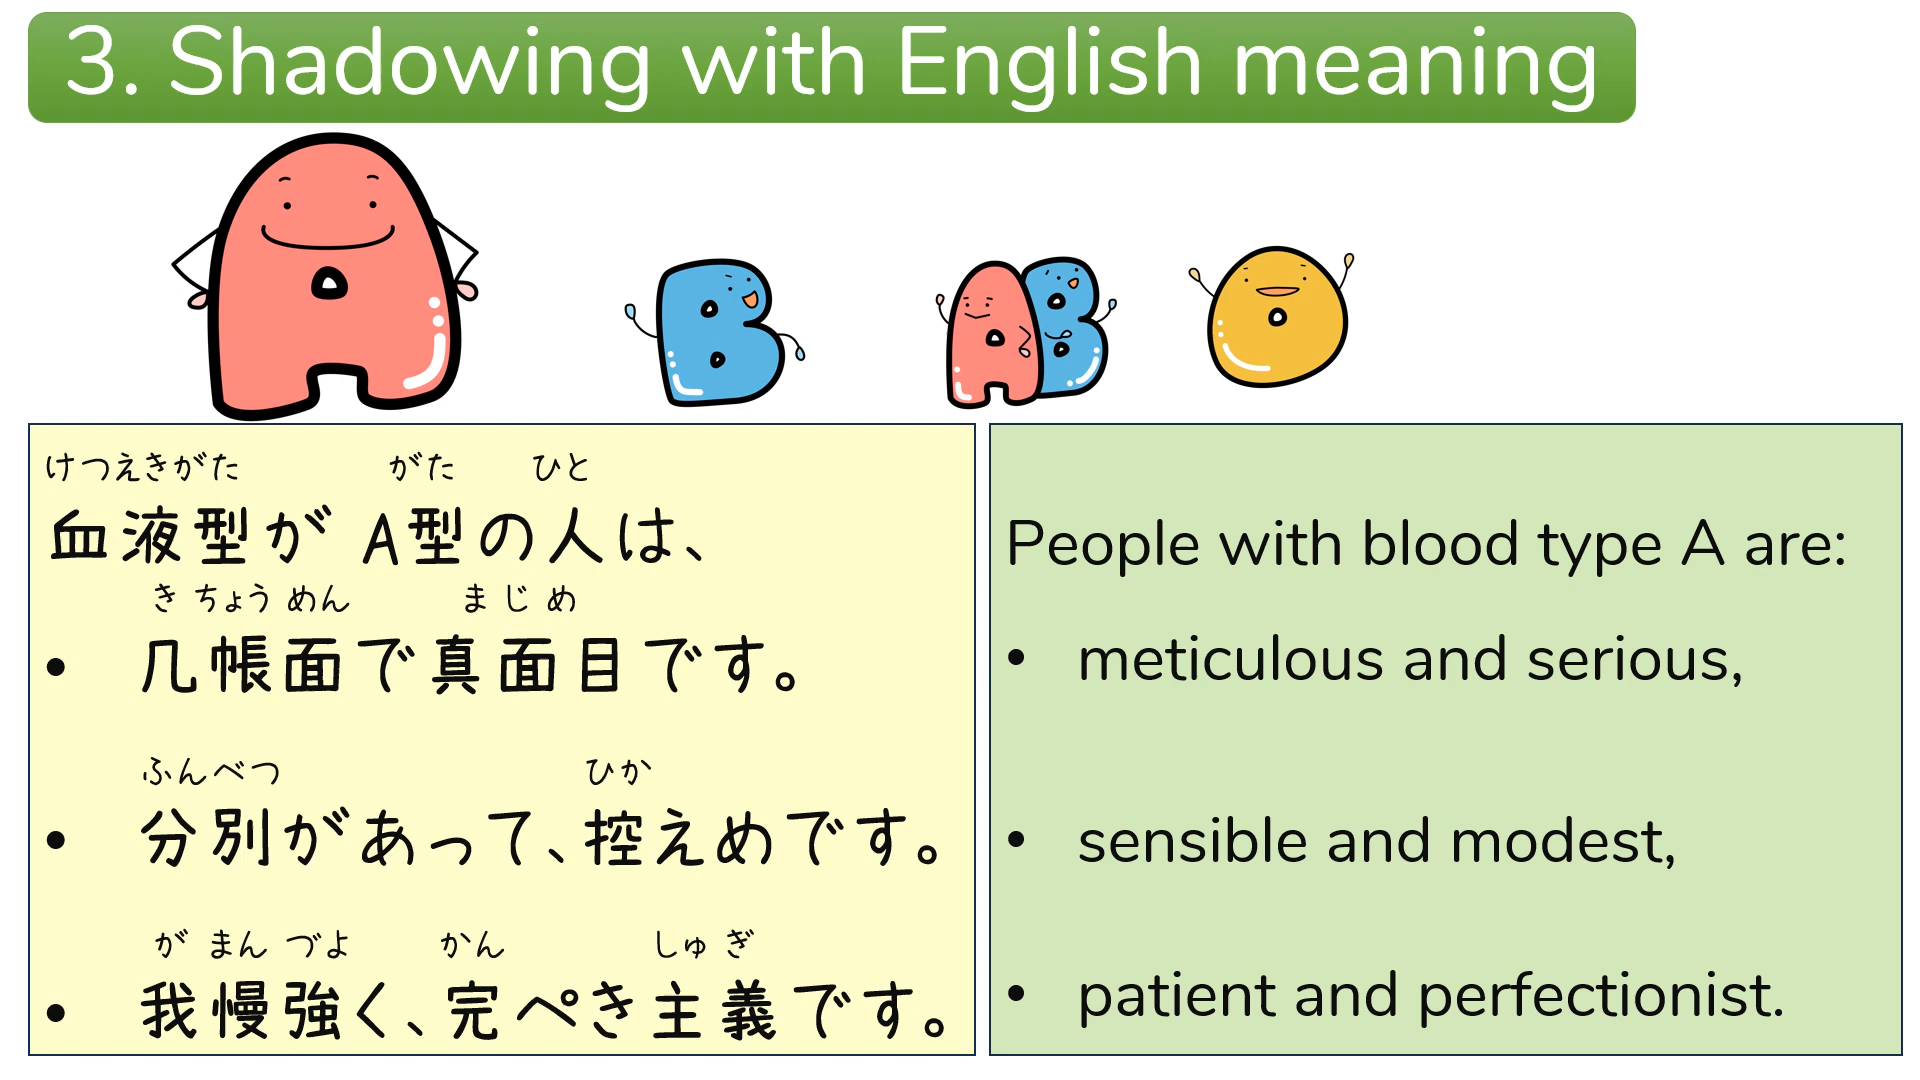 3. Shadowing with English meaning
けつえきがた がた ひと
血液型が A型の人は、
き ちょう めん ま じ め
• 几帳面で真面目です。
ふんべつ ひか
• 分別があって、控えめです。
が まん づよ かん しゅ ぎ
• 我慢強く、完ぺき主義です。
People with blood type A are:
• meticulous and serious,
• sensible and modest,
• patient and perfectionist.